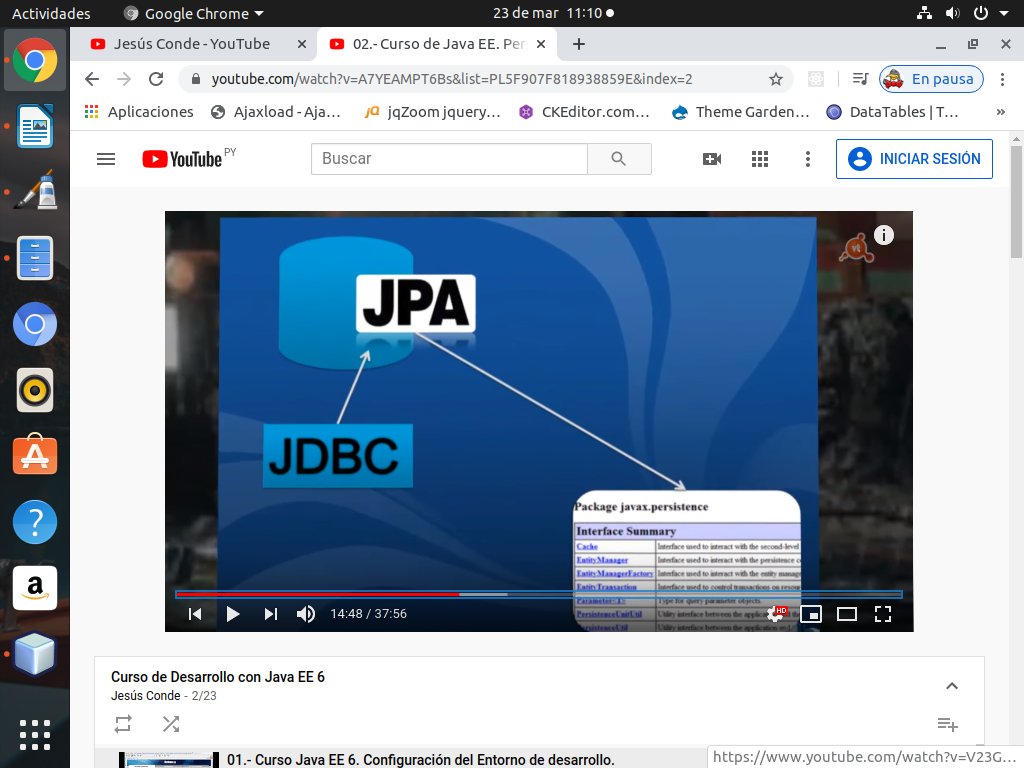 Actividades
Google Chrome
23 de mar 11:10
Jesús Conde - YouTube
02.- Curso de Java EE. Per
youtube.com/watch?v=A7YEAMPT6Bs&list=PL5F907F818938859E&index=2
En pausa
Aplicaciones
Ajaxload - Aja...
jQ
jqZoom jquery...
CKEditor.com...
Theme Garden...
DataTables | T...
»
YouTube PY
Buscar
INICIAR SESIÓN
vt
i
JPA
JDBC
Package javax.persistence
Interface Summary
Cache Interface used to interact with the second-level
EntityManager Interface used to interact with the persistence c
EntityManagerFactory Interface used to interact with the entity manag
EntityTransaction Interface used to control transactions on resour
Parameter<T> Type for query parameter objects.
PersistenceUnitUtil Utility interface between the application
PersistenceUtil Utility interface between the application
14:48 / 37:56
HD
Curso de Desarrollo con Java EE 6
Jesús Conde - 2/23
01.- Curso Java EE 6. Configuración del Entorno de desarrollo.
https://www.youtube.com/watch?v=V23G...
?
a